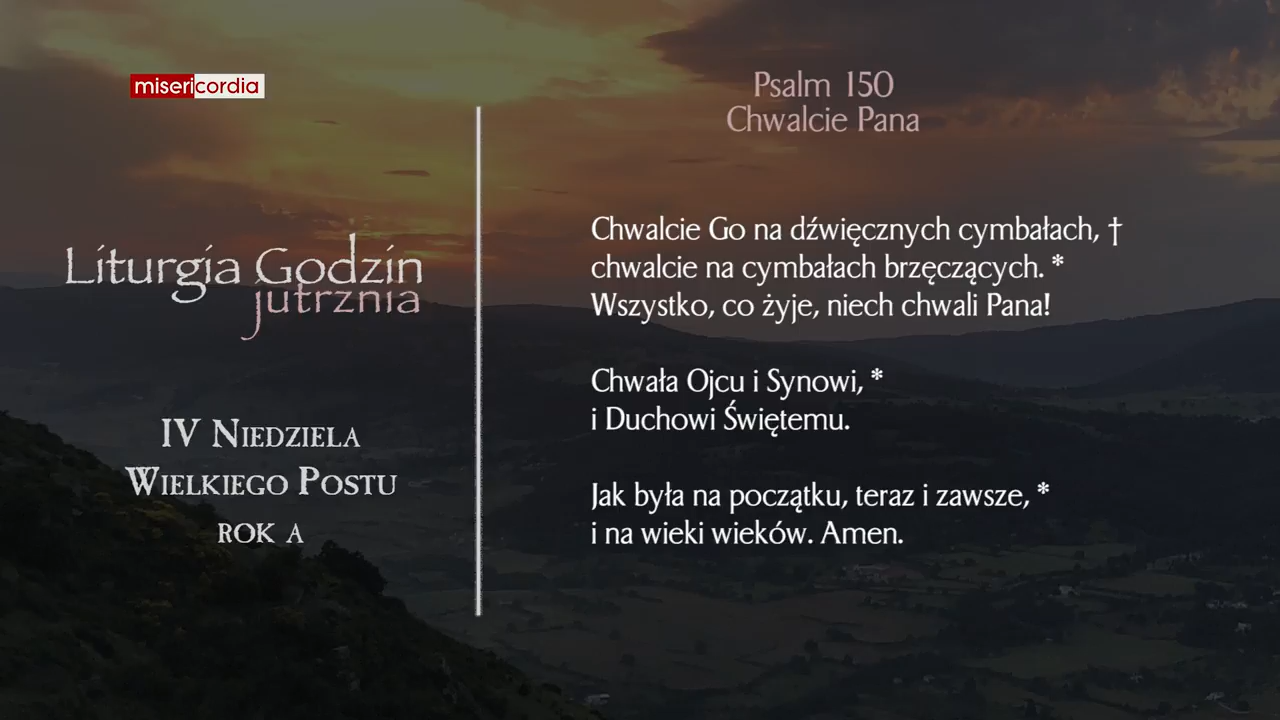 misericordia
Liturgia Godzin
jutrznia
IV Niedziela
Wielkiego Postu
rok A
Psalm 150
Chwalcie Pana
Chwalcie Go na dźwięcznych cymbałach, †
chwalcie na cymbałach brzęczących. *
Wszystko, co żyje, niech chwali Pana!
Chwała Ojcu i Synowi, *
i Duchowi Świętemu.
Jak była na początku, teraz i zawsze, *
i na wieki wieków. Amen.